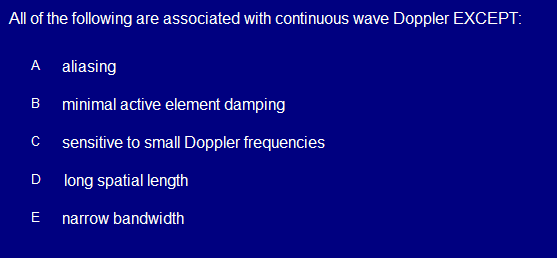 All of the following are associated with continuous wave Doppler EXCEPT:
A aliasing
B minimal active element damping
C sensitive to small Doppler frequencies
D long spatial length
E narrow bandwidth